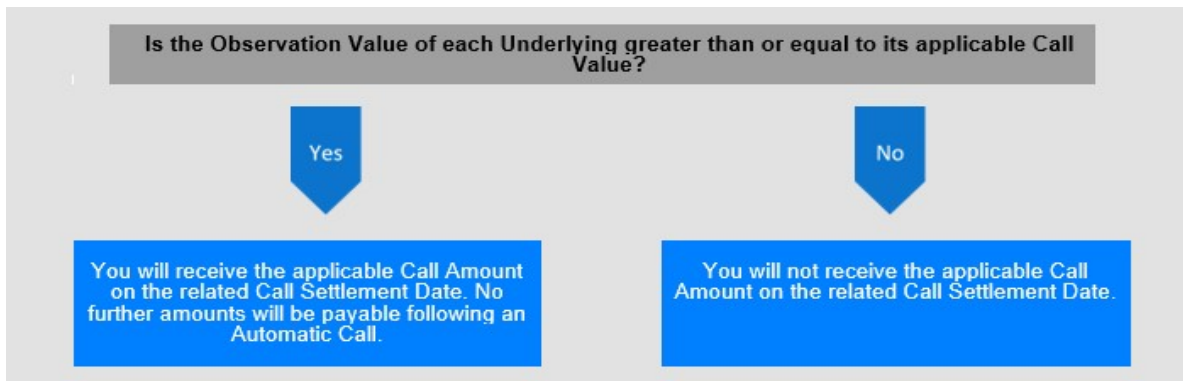 Is the Observation Value of each Underlying greater than or equal to its applicable Call
Value?
Yes
No
You will receive the applicable Call Amount
on the related Call Settlement Date. No
further amounts will be payable following an
Automatic Call.
You will not receive the applicable Call
Amount on the related Call Settlement Date.